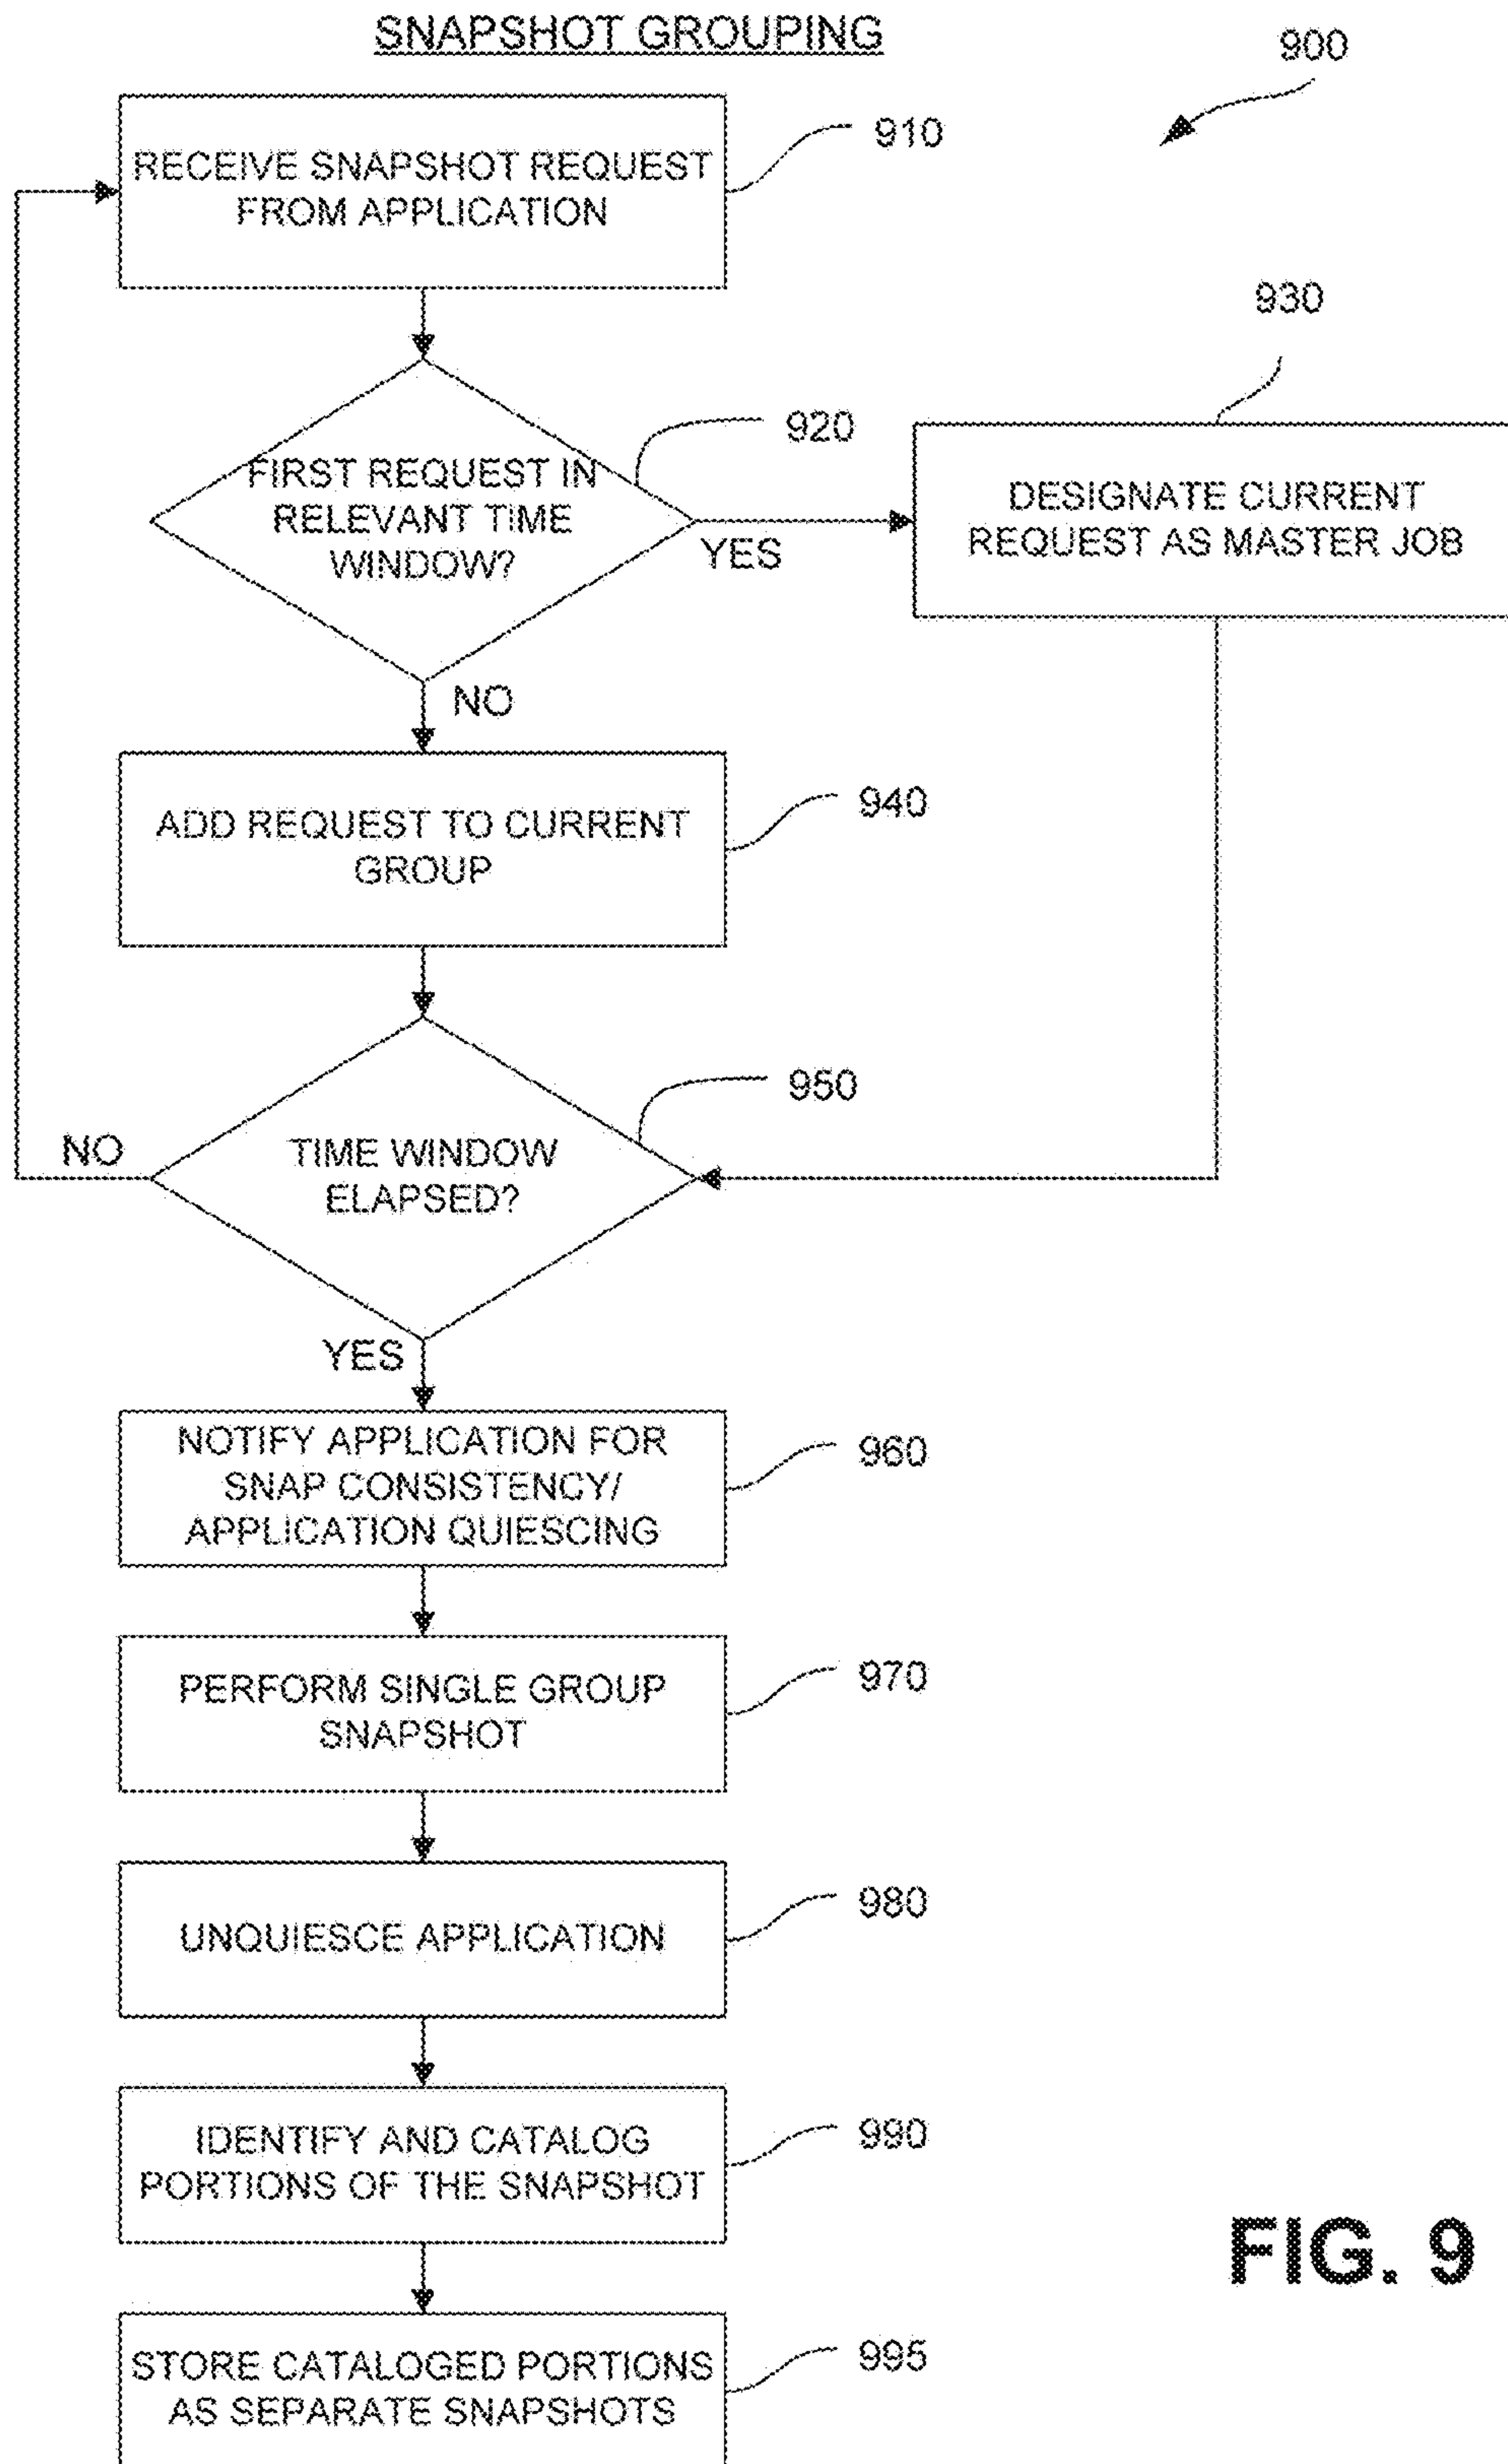 SNAPSHOT GROUPING
900
RECEIVE SNAPSHOT REQUEST
FROM APPLICATION
910
930
920
FIRST REQUEST IN
RELEVANT TIME
WINDOW?
YES
DESIGNATE CURRENT
REQUEST AS MASTER JOB
NO
ADD REQUEST TO CURRENT
GROUP
940
950
NO
TIME WINDOW
ELAPSED?
YES
NOTIFY APPLICATION FOR
SNAP CONSISTENCY/
APPLICATION QUIESCING
960
PERFORM SINGLE GROUP
SNAPSHOT
970
UNQUIESCE APPLICATION
980
IDENTIFY AND CATALOG
PORTIONS OF THE SNAPSHOT
990
FIG. 9
STORE CATALOGED PORTIONS
AS SEPARATE SNAPSHOTS
995